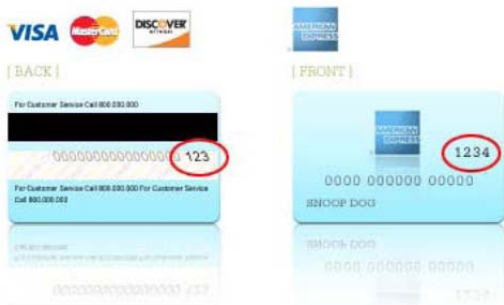 VISA MasterCard DISCOVER NETWORK
AMERICAN EXPRESS
[ BACK ]
[ FRONT ]
For Customer Service Call 800.000.000
0000000000000000 123
For Customer Service Call 800.000.000 For Customer Service
Call 800.000.000
AMERICAN EXPRESS
1234
0000 000000 00000
SNOOP DOG